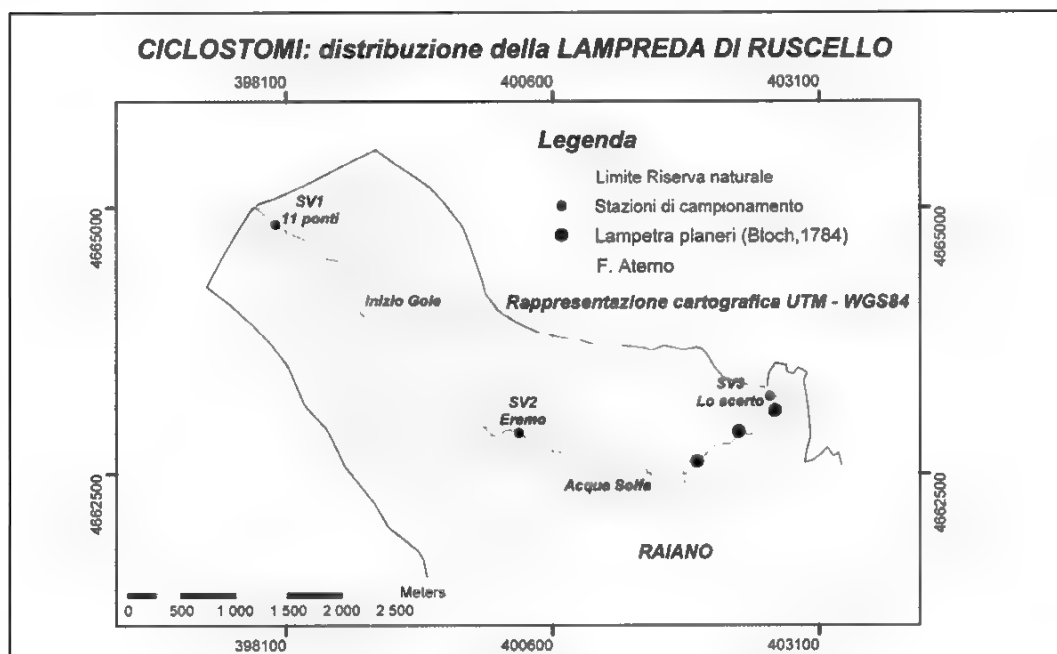 CICLOSTOMI: distribuzione della LAMPREDA DI RUSCELLO
398100 400600 403100
Legenda
Limite Riserva naturale
Stazioni di campionamento
Lampetra planeri (Bloch,1784)
F. Aterno
Rappresentazione cartografica UTM - WGS84
4665000
4665000
SV1
11 ponti
Inizio Gole
SV2
Eremo
SV3
Lo scerto
Acqua Solfa
4662500
4662500
RAIANO
Meters
0 500 1 000 1 500 2 000 2 500
398100 400600 403100